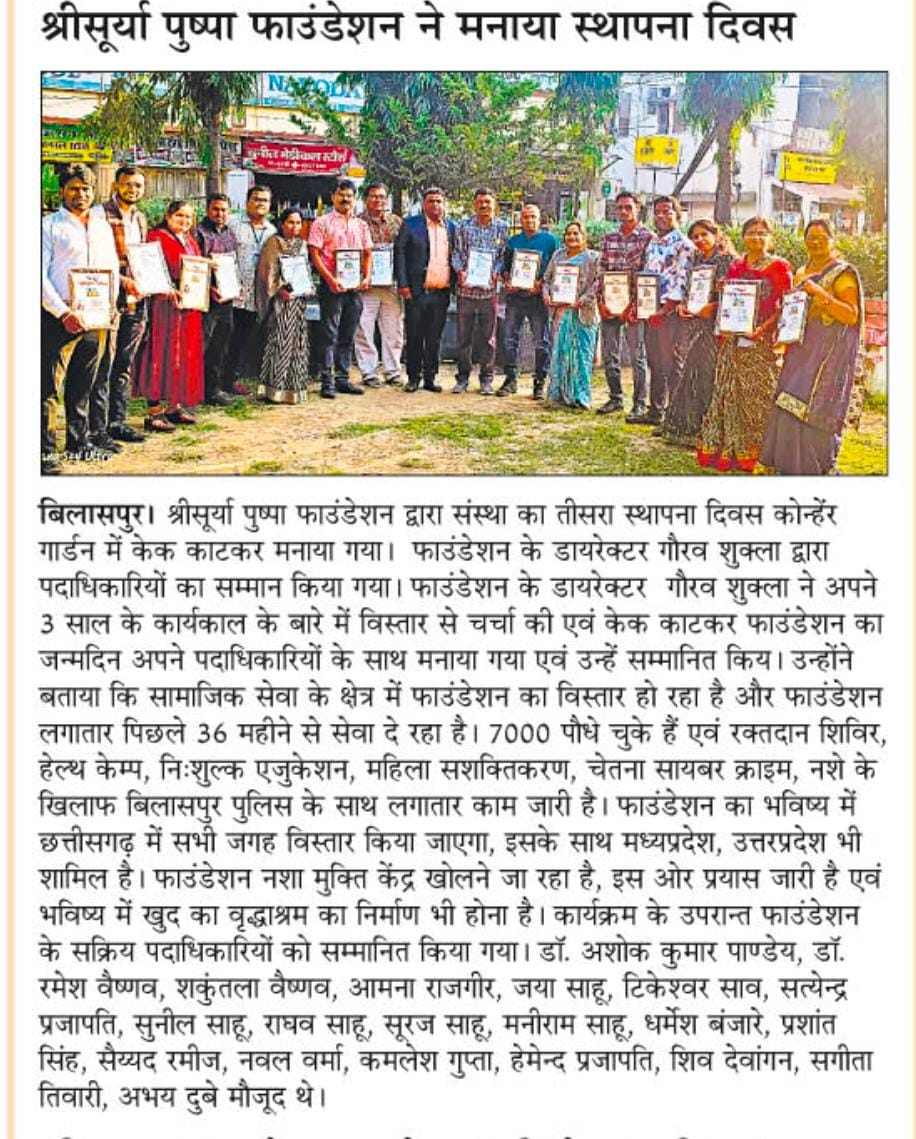 श्रीसूर्या पुष्पा फाउंडेशन ने मनाया स्थापना दिवस
सुनील मेडीकल स्टोर्स
बिलासपुर। श्रीसूर्या पुष्पा फाउंडेशन द्वारा संस्था का तीसरा स्थापना दिवस कोन्हेंर
गार्डन में केक काटकर मनाया गया। फाउंडेशन के डायरेक्टर गौरव शुक्ला द्वारा
पदाधिकारियों का सम्मान किया गया। फाउंडेशन के डायरेक्टर गौरव शुक्ला ने अपने
3 साल के कार्यकाल के बारे में विस्तार से चर्चा की एवं केक काटकर फाउंडेशन का
जन्मदिन अपने पदाधिकारियों के साथ मनाया गया एवं उन्हें सम्मानित किय। उन्होंने
बताया कि सामाजिक सेवा के क्षेत्र में फाउंडेशन का विस्तार हो रहा है और फाउंडेशन
लगातार पिछले 36 महीने से सेवा दे रहा है। 7000 पौधे चुके हैं एवं रक्तदान शिविर,
हेल्थ केम्प, निःशुल्क एजुकेशन, महिला सशक्तिकरण, चेतना सायबर क्राइम, नशे के
खिलाफ बिलासपुर पुलिस के साथ लगातार काम जारी है। फाउंडेशन का भविष्य में
छत्तीसगढ़ में सभी जगह विस्तार किया जाएगा, इसके साथ मध्यप्रदेश, उत्तरप्रदेश भी
शामिल है। फाउंडेशन नशा मुक्ति केंद्र खोलने जा रहा है, इस ओर प्रयास जारी है एवं
भविष्य में खुद का वृद्धाश्रम का निर्माण भी होना है। कार्यक्रम के उपरान्त फाउंडेशन
के सक्रिय पदाधिकारियों को सम्मानित किया गया। डॉ. अशोक कुमार पाण्डेय, डॉ.
रमेश वैष्णव, शकुंतला वैष्णव, आमना राजगीर, जया साहू, टिकेश्वर साव, सत्येन्द्र
प्रजापति, सुनील साहू, राघव साहू, सूरज साहू, मनीराम साहू, धर्मेश बंजारे, प्रशांत
सिंह, सैय्यद रमीज, नवल वर्मा, कमलेश गुप्ता, हेमेन्द प्रजापति, शिव देवांगन, सगीता
तिवारी, अभय दुबे मौजूद थे।